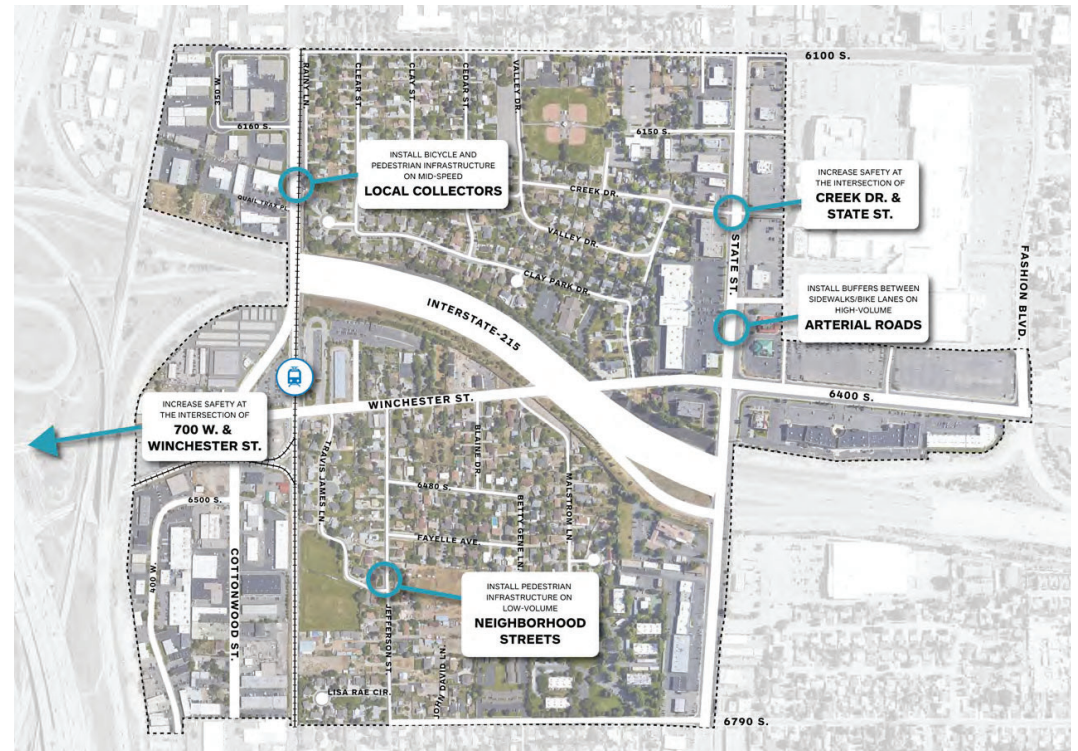 6100 S.
350 W.
RAINY LN.
CLEAR ST.
CLAY ST.
CEDAR ST.
VALLEY DR.
6160 S.
6150 S.
INSTALL BICYCLE AND
PEDESTRIAN INFRASTRUCTURE
ON MID-SPEED
LOCAL COLLECTORS
INCREASE SAFETY AT
THE INTERSECTION OF
CREEK DR. &
STATE ST.
QUAIL TRAX PL.
CREEK DR.
VALLEY DR.
CLAY PARK DR.
STATE ST.
FASHION BLVD.
INSTALL BUFFERS BETWEEN
SIDEWALKS/BIKE LANES ON
HIGH-VOLUME
ARTERIAL ROADS
INTERSTATE-215
INCREASE SAFETY AT
THE INTERSECTION OF
700 W. &
WINCHESTER ST.
WINCHESTER ST.
6400 S.
TRAVIS JAMES LN.
BLAINE DR
6480 S.
BETTY GENE LN.
MALSTROM LN.
6500 S.
FAYELLE AVE.
400 W.
COTTONWOOD ST.
INSTALL PEDESTRIAN
INFRASTRUCTURE ON
LOW-VOLUME
NEIGHBORHOOD
STREETS
JEFFERSON ST
JOHN DAVID LN.
LISA RAE CIR.
6790 S.